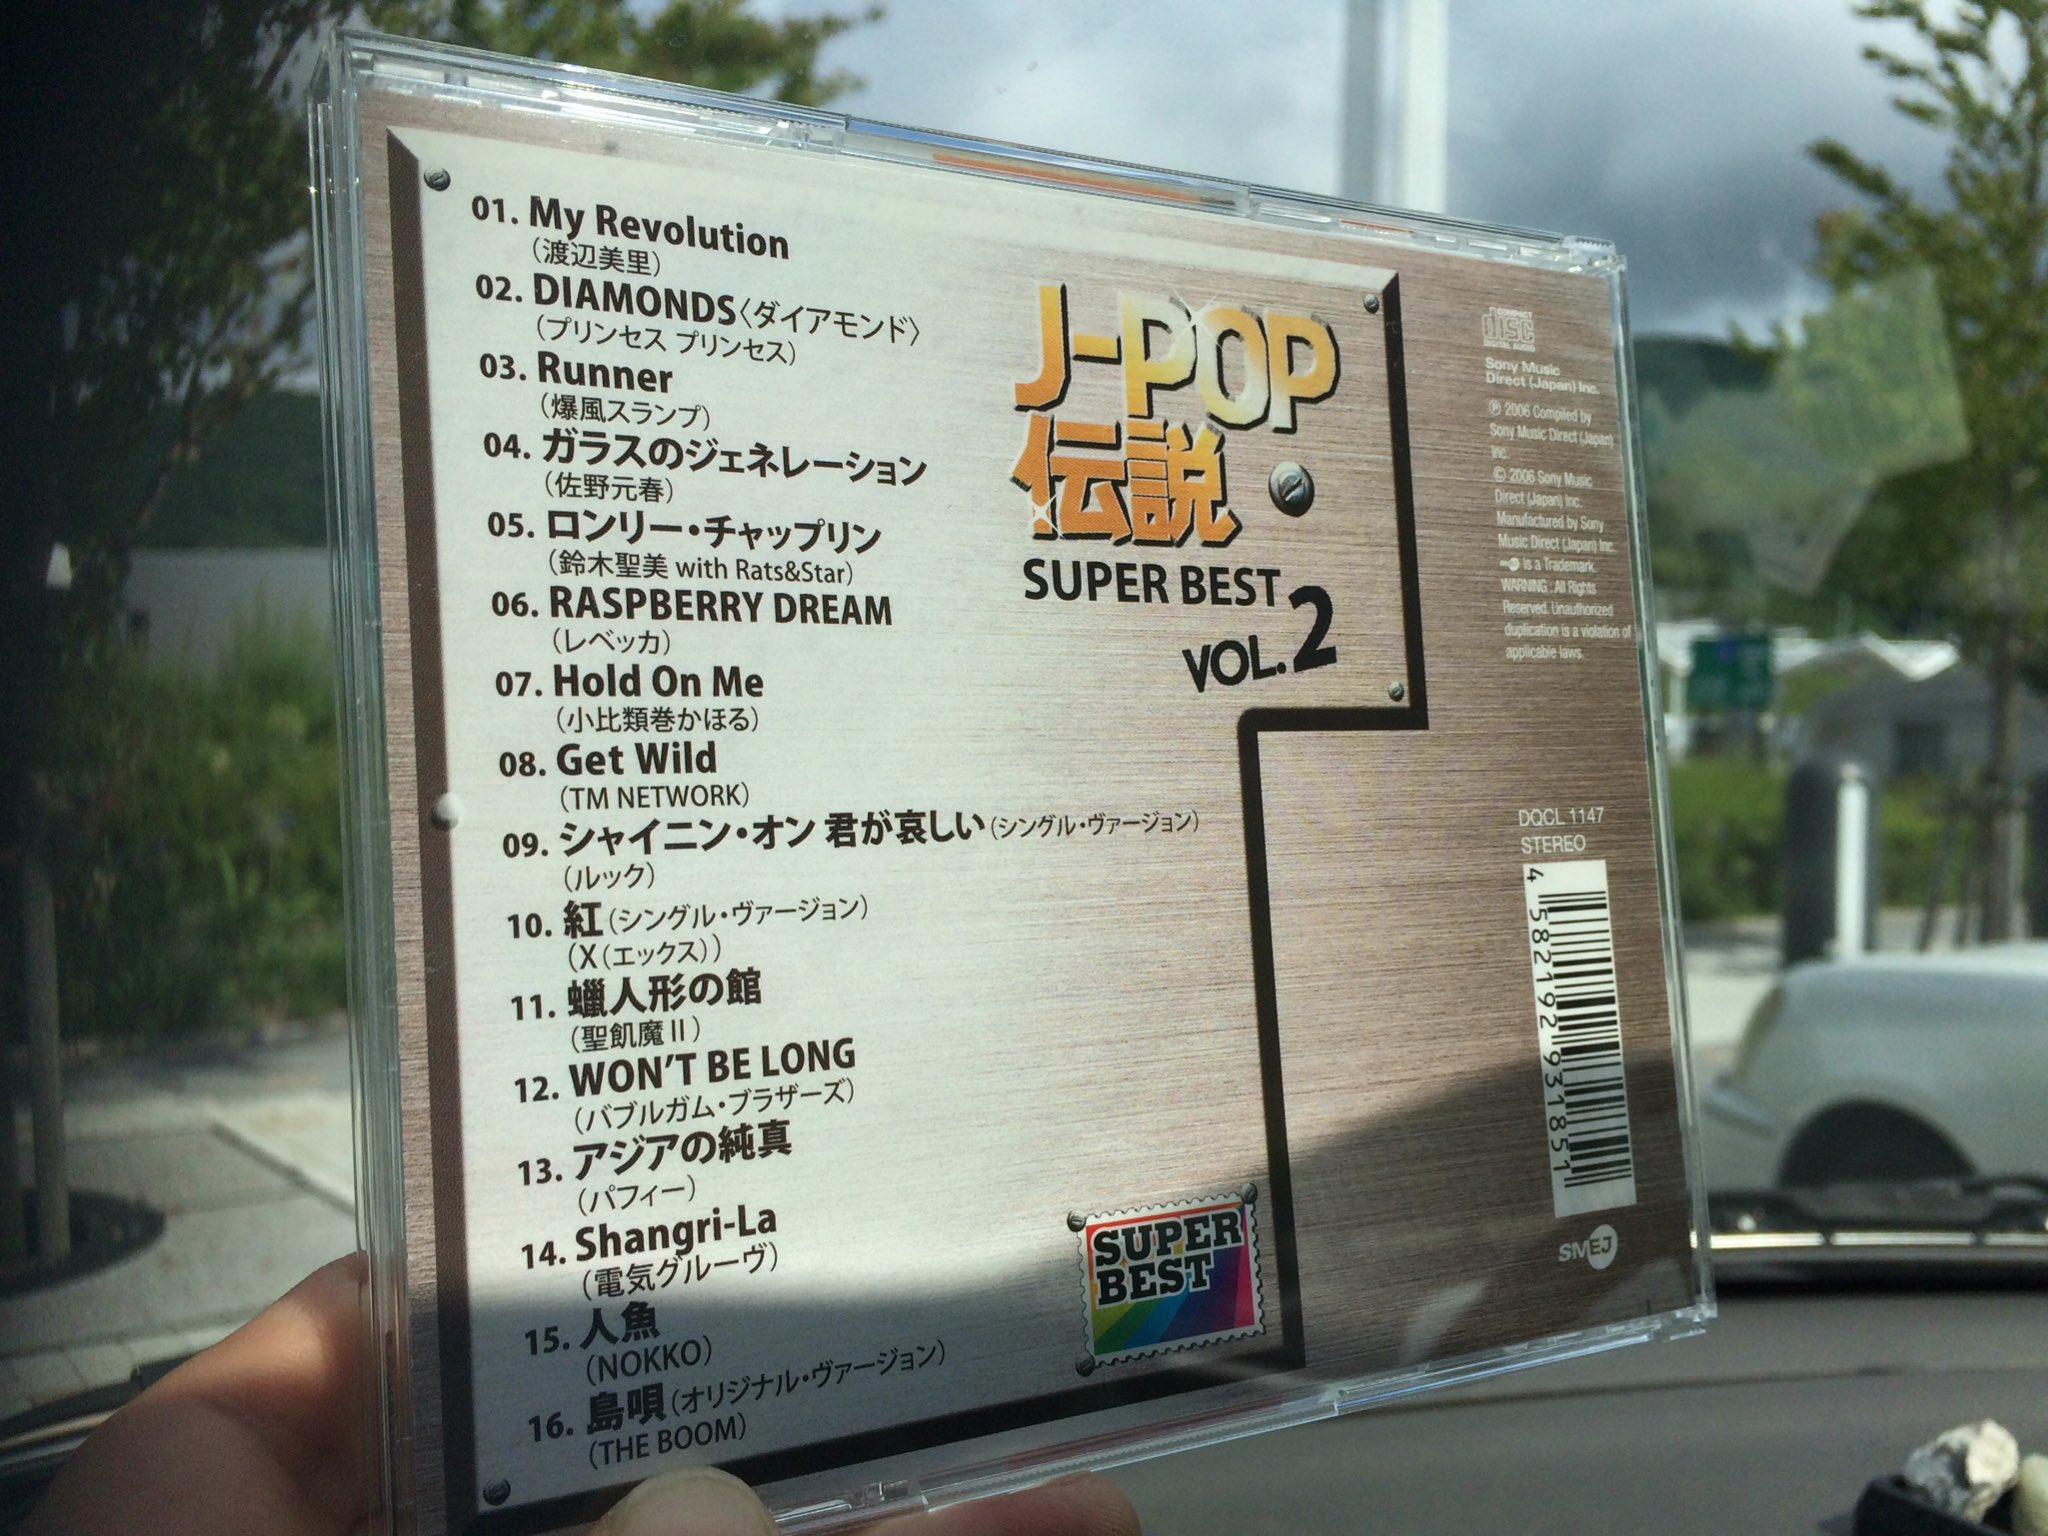 01. My Revolution
(渡辺美里)
02. DIAMONDS〈ダイアモンド〉
(プリンセス プリンセス)
03. Runner
(爆風スランプ)
04. ガラスのジェネレーション
(佐野元春)
05. ロンリー・チャップリン
(鈴木聖美 with Rats&Star)
06. RASPBERRY DREAM
(レベッカ)
07. Hold On Me
(小比類巻かほる)
08. Get Wild
(TM NETWORK)
09. シャイニン・オン 君が哀しい(シングル・ヴァージョン)
(ルック)
10. 紅(シングル・ヴァージョン)
(X(エックス))
11. 蠟人形の館
(聖飢魔II)
12. WON'T BE LONG
(バブルガム・ブラザーズ)
13. アジアの純真
(パフィー)
14. Shangri-La
(電気グルーヴ)
15. 人魚
(NOKKO)
16. 島唄(オリジナル・ヴァージョン)
(THE BOOM)
J-POP
伝説
SUPER BEST
VOL.2
SUPER
BEST
COMPACT
disc
DIGITAL AUDIO
Sony Music
Direct (Japan) Inc.
Ⓟ 2006 Compiled by
Sony Music Direct (Japan)
Inc.
© 2006 Sony Music
Direct (Japan) Inc.
Manufactured by Sony
Music Direct (Japan) Inc.
is a Trademark.
WARNING : All Rights
Reserved. Unauthorized
duplication is a violation of
applicable laws.
DQCL 1147
STEREO
4 582192 931851
SMEJ